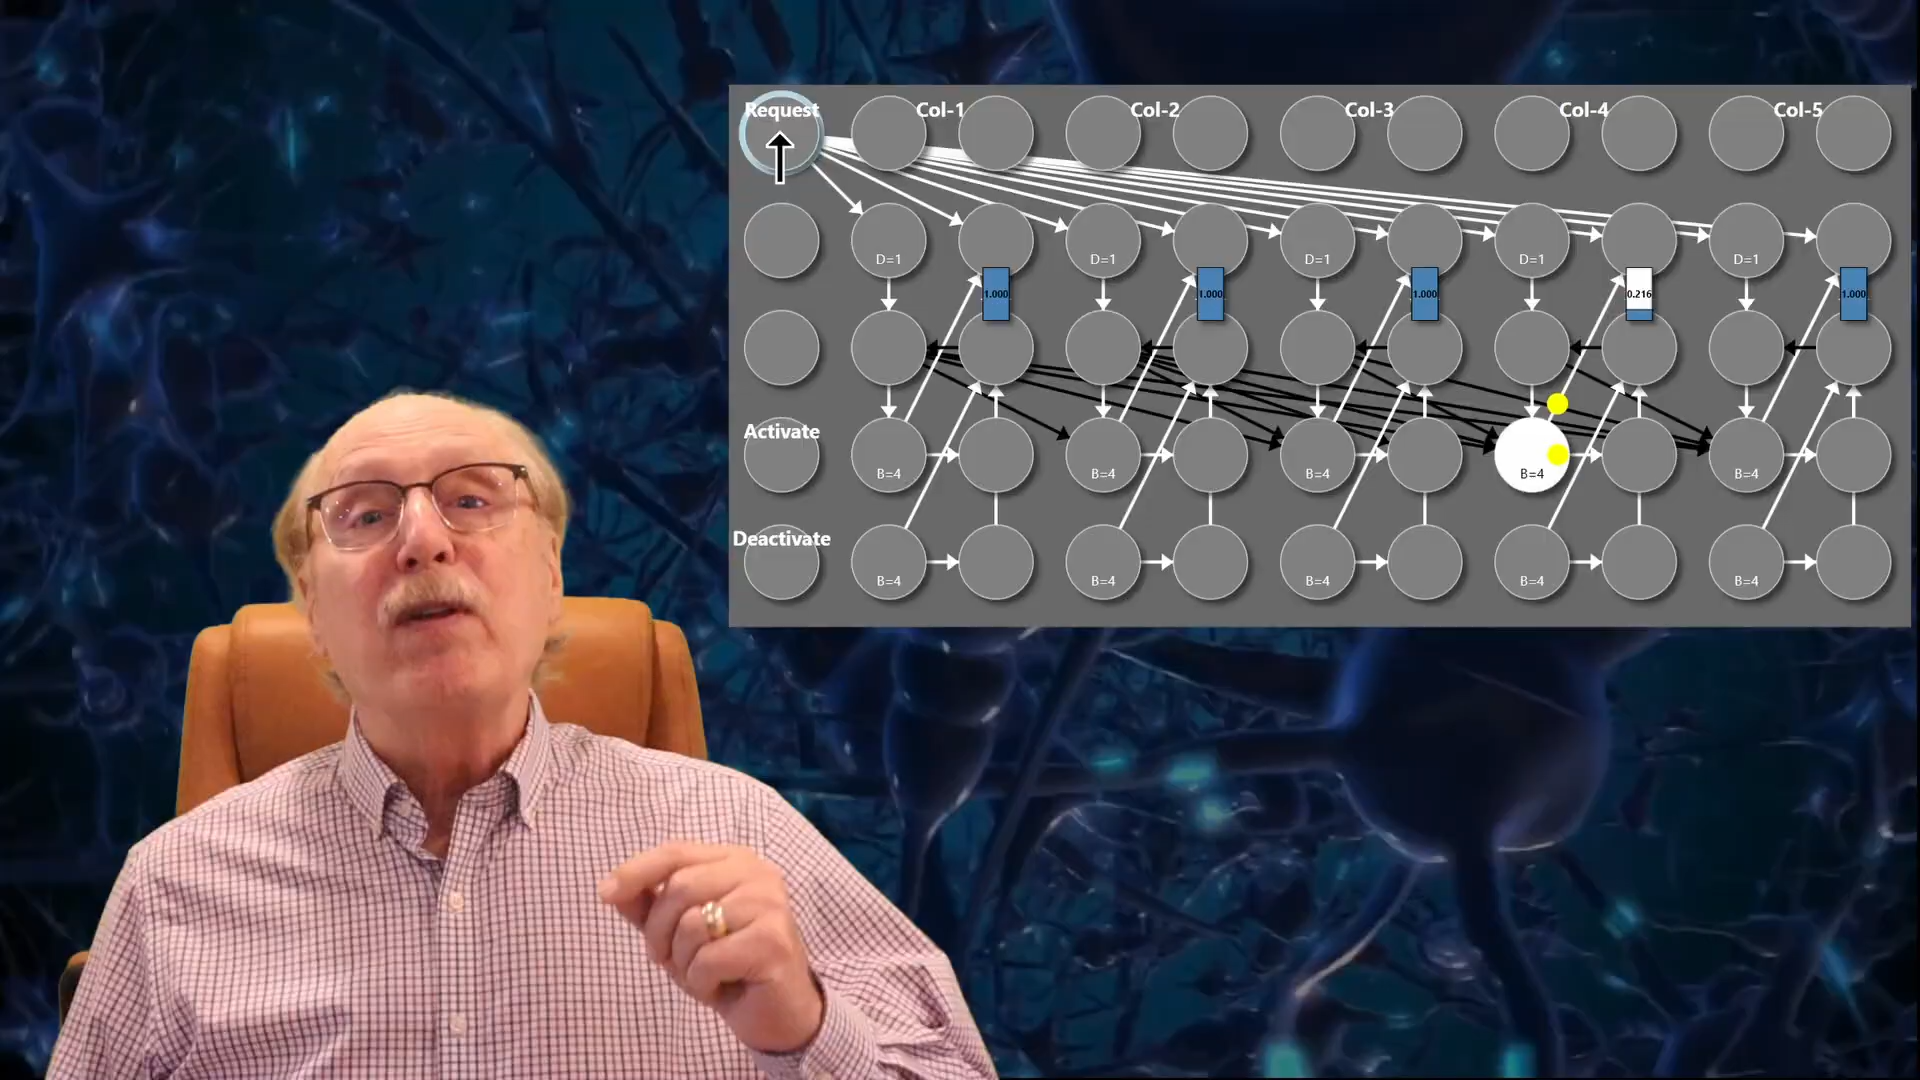 Request Col-1 Col-2 Col-3 Col-4 Col-5
D=1 D=1 D=1 D=1 D=1
1.000 1.000 1.000 0.216 1.000
Activate
B=4 B=4 B=4 B=4 B=4
Deactivate
B=4 B=4 B=4 B=4 B=4